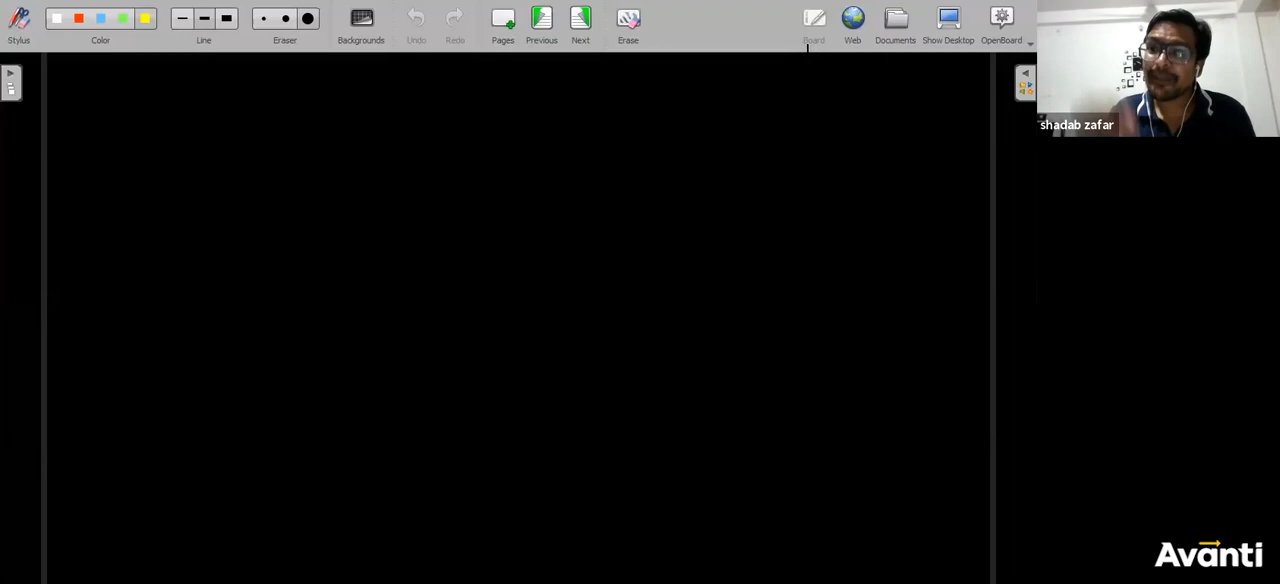 Stylus Color Line Eraser Backgrounds Undo Redo Pages Previous Next Erase Board Web Documents Show Desktop OpenBoard
shadab zafar
Avanti